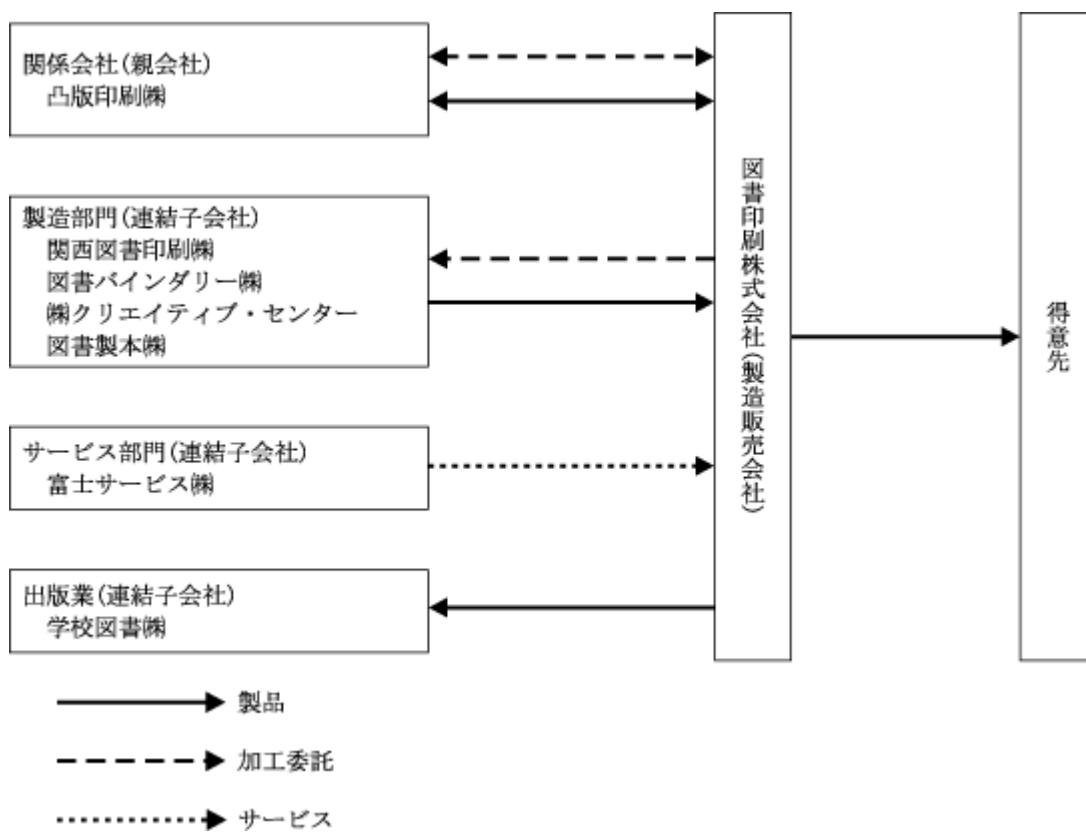 関係会社(親会社)
凸版印刷㈱
製造部門(連結子会社)
関西図書印刷㈱
図書バインダリー㈱
㈱クリエイティブ・センター
図書製本㈱
サービス部門(連結子会社)
富士サービス㈱
出版業(連結子会社)
学校図書㈱
図書印刷株式会社(製造販売会社)
得意先
製品
加工委託
サービス